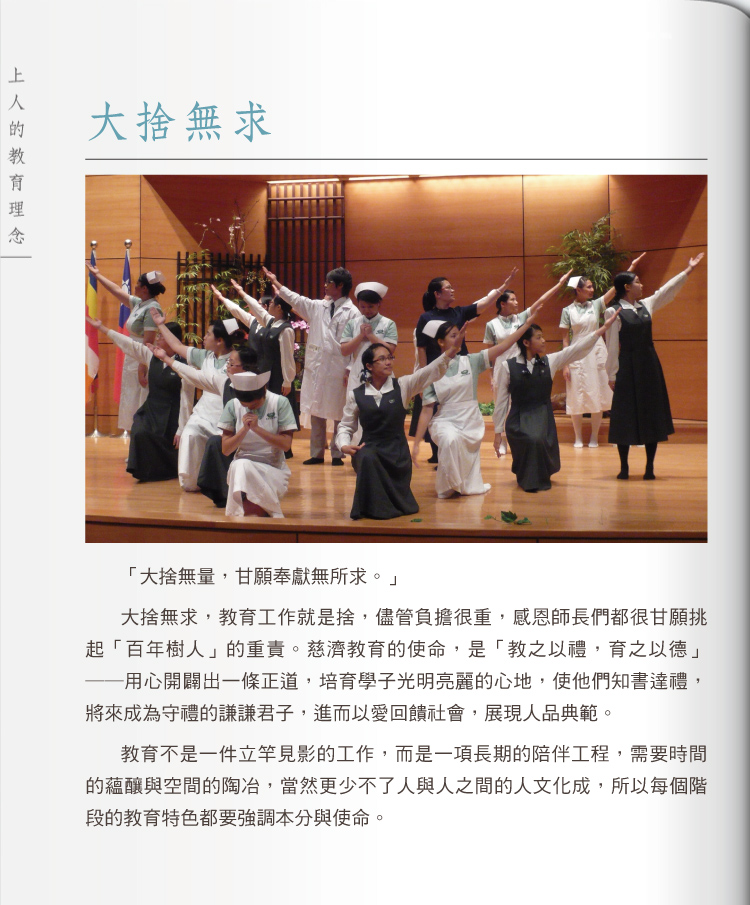 上人的教育理念
大捨無求
「大捨無量，甘願奉獻無所求。」
大捨無求，教育工作就是捨，儘管負擔很重，感恩師長們都很甘願挑
起「百年樹人」的重責。慈濟教育的使命，是「教之以禮，育之以德」
──用心開闢出一條正道，培育學子光明亮麗的心地，使他們知書達禮，
將來成為守禮的謙謙君子，進而以愛回饋社會，展現人品典範。
教育不是一件立竿見影的工作，而是一項長期的陪伴工程，需要時間
的蘊釀與空間的陶冶，當然更少不了人與人之間的人文化成，所以每個階
段的教育特色都要強調本分與使命。